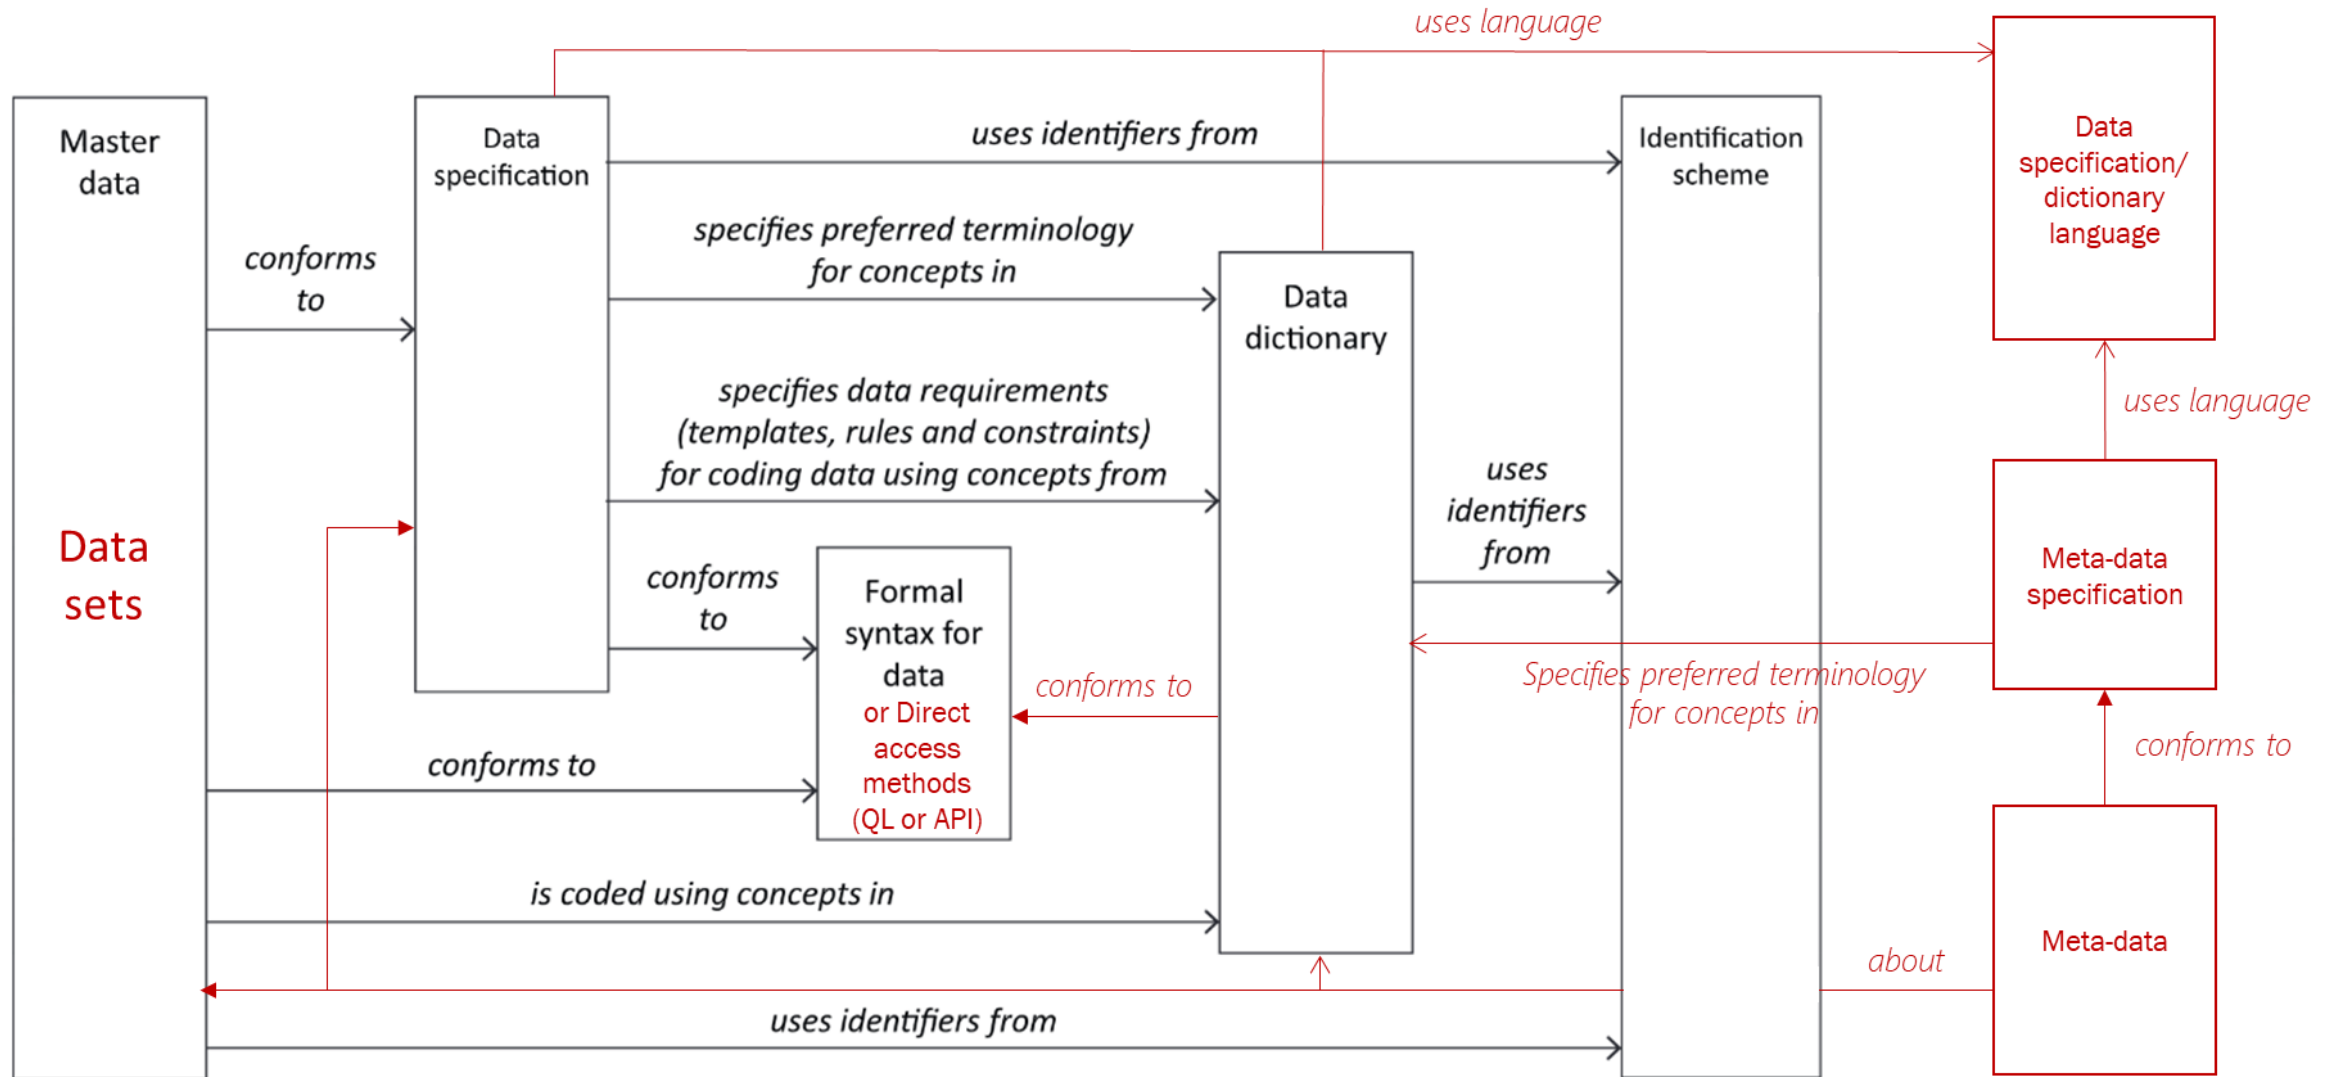 uses language
Master
data
Data
sets
conforms
to
Data
specification
uses identifiers from
specifies preferred terminology
for concepts in
specifies data requirements
(templates, rules and constraints)
for coding data using concepts from
conforms
to
Formal
syntax for
data
or Direct
access
methods
(QL or API)
conforms to
is coded using concepts in
uses identifiers from
Data
dictionary
conforms to
uses
identifiers
from
Identification
scheme
Specifies preferred terminology
for concepts in
about
Data
specification/
dictionary
language
uses language
Meta-data
specification
conforms to
Meta-data